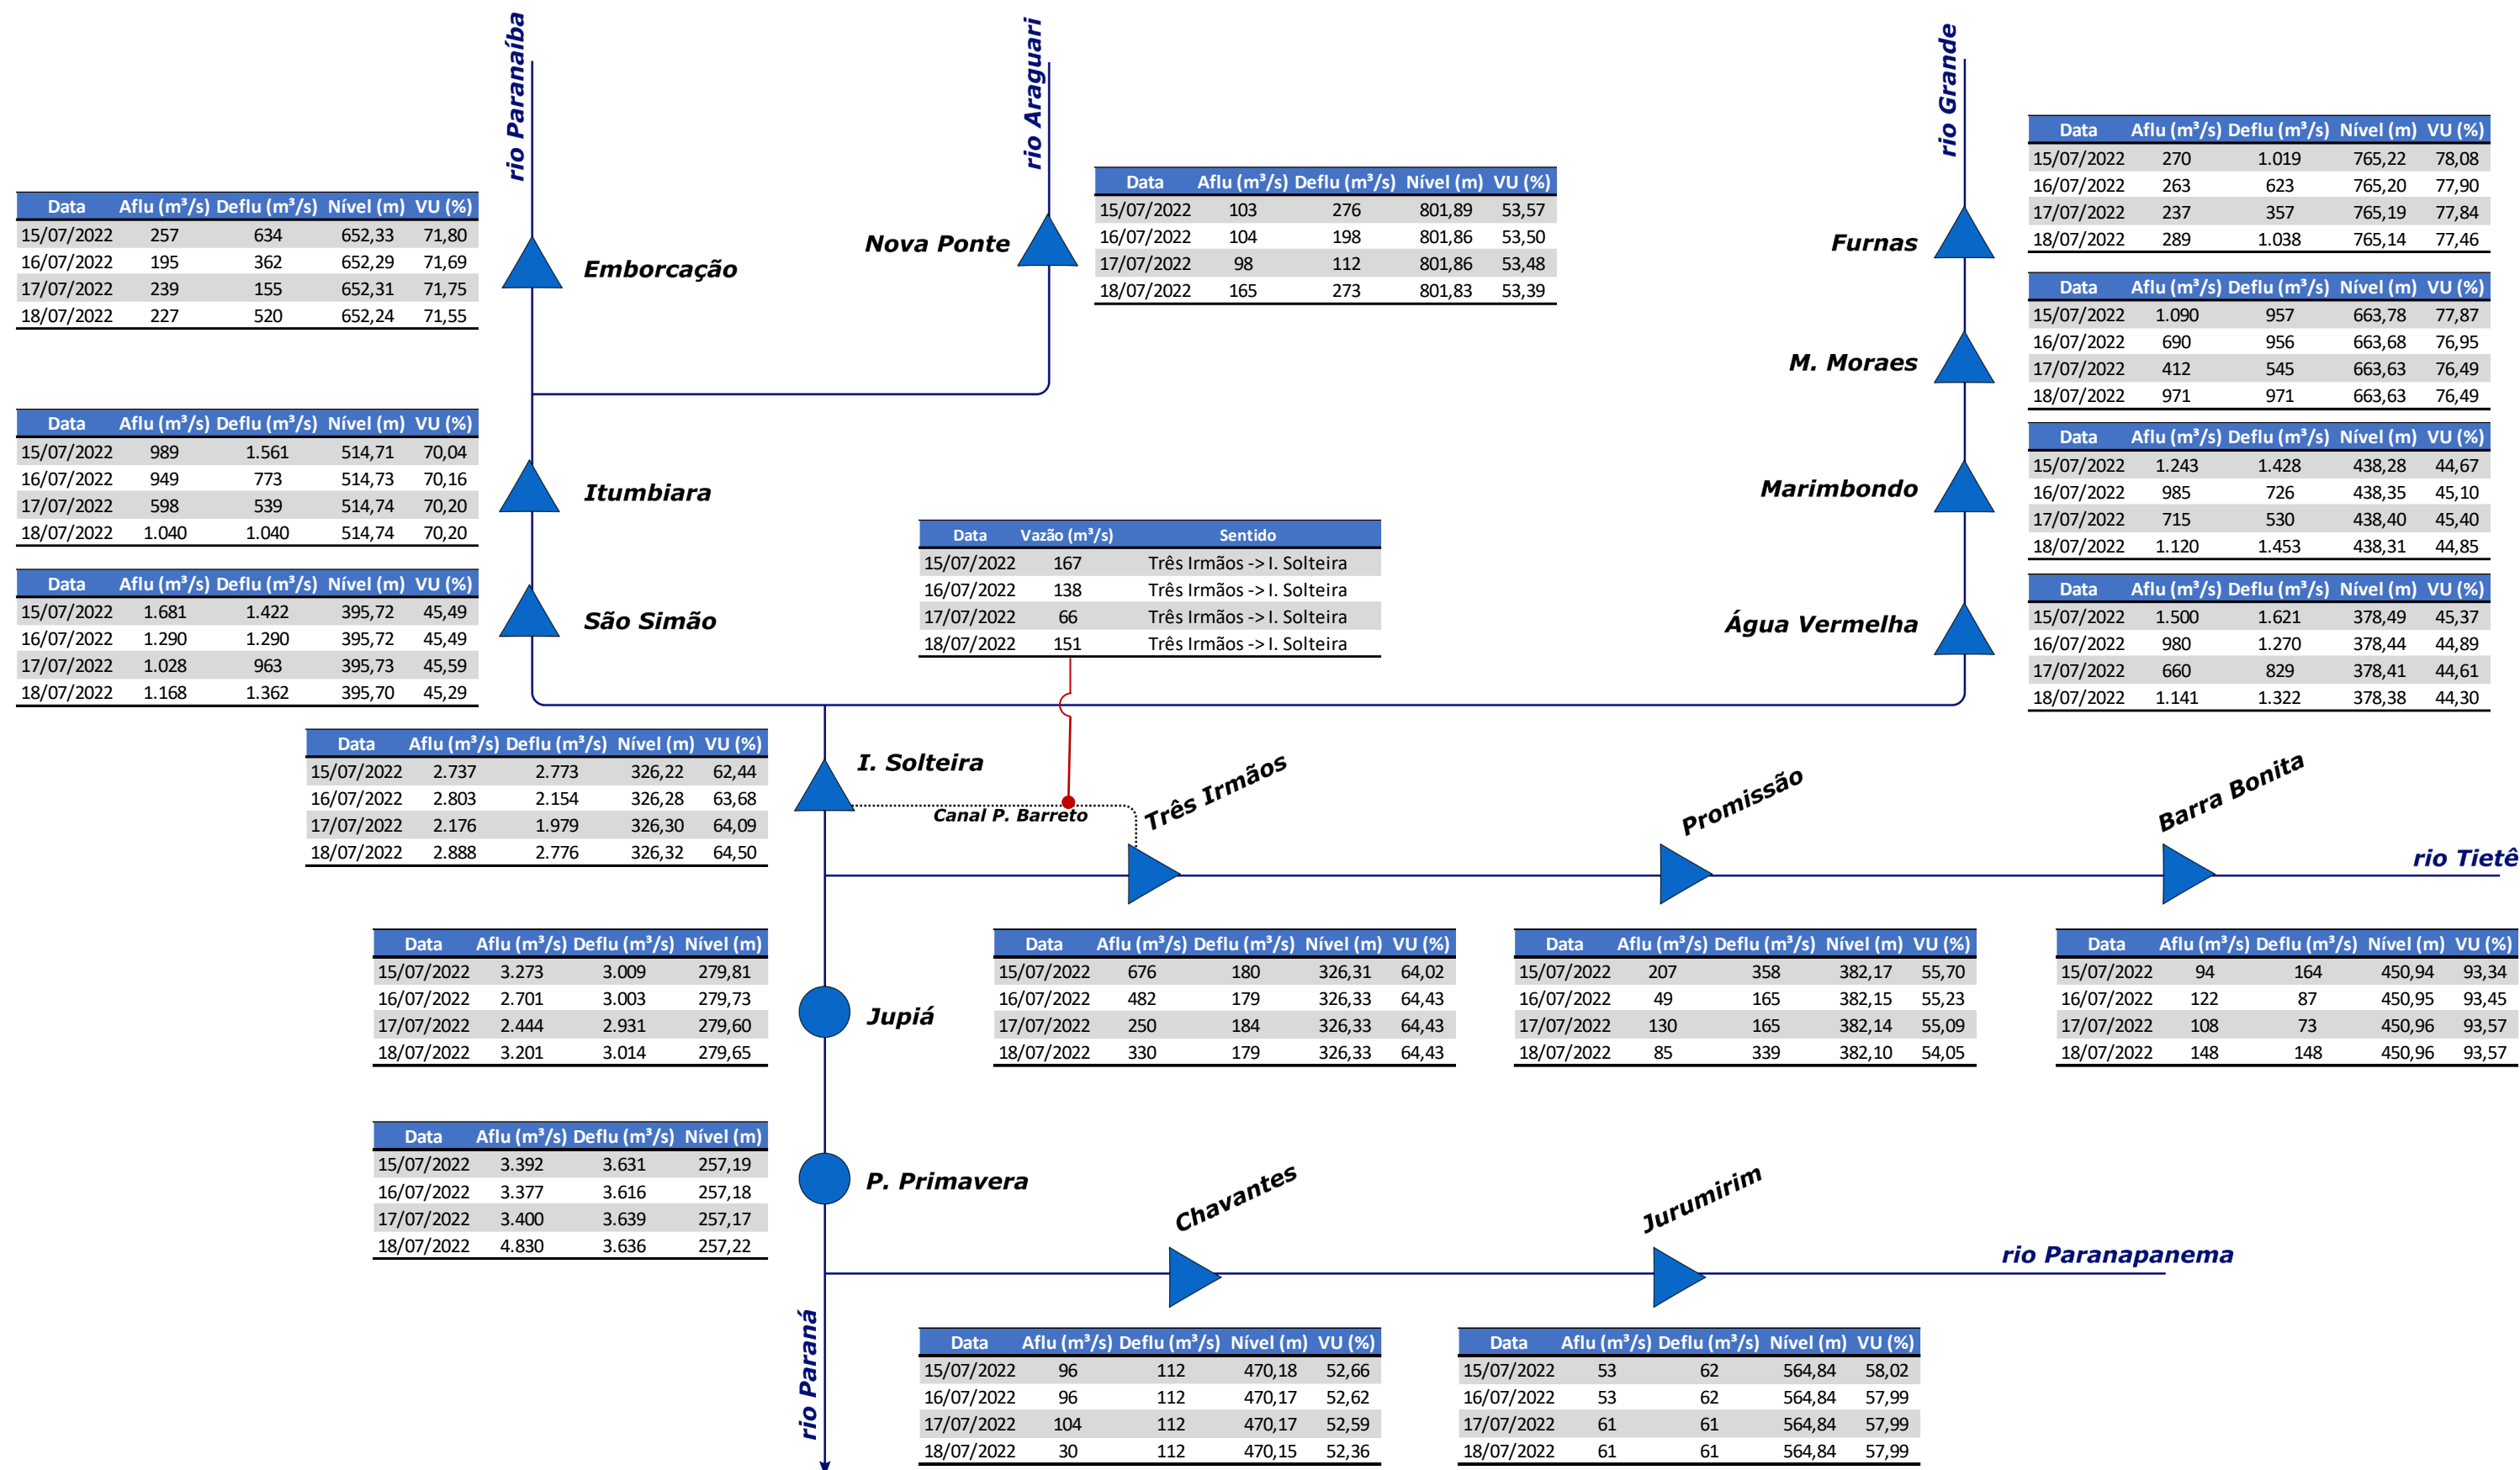 rio Paranaíba
rio Araguari
rio Grande
Data Aflu (m³/s) Deflu (m³/s) Nível (m) VU (%)
15/07/2022 270 1.019 765,22 78,08
16/07/2022 263 623 765,20 77,90
17/07/2022 237 357 765,19 77,84
18/07/2022 289 1.038 765,14 77,46
Furnas
Data Aflu (m³/s) Deflu (m³/s) Nível (m) VU (%)
15/07/2022 103 276 801,89 53,57
16/07/2022 104 198 801,86 53,50
17/07/2022 98 112 801,86 53,48
18/07/2022 165 273 801,83 53,39
Nova Ponte
Data Aflu (m³/s) Deflu (m³/s) Nível (m) VU (%)
15/07/2022 257 634 652,33 71,80
16/07/2022 195 362 652,29 71,69
17/07/2022 239 155 652,31 71,75
18/07/2022 227 520 652,24 71,55
Emborcação
Data Aflu (m³/s) Deflu (m³/s) Nível (m) VU (%)
15/07/2022 1.090 957 663,78 77,87
16/07/2022 690 956 663,68 76,95
17/07/2022 412 545 663,63 76,49
18/07/2022 971 971 663,63 76,49
M. Moraes
Data Aflu (m³/s) Deflu (m³/s) Nível (m) VU (%)
15/07/2022 989 1.561 514,71 70,04
16/07/2022 949 773 514,73 70,16
17/07/2022 598 539 514,74 70,20
18/07/2022 1.040 1.040 514,74 70,20
Itumbiara
Data Aflu (m³/s) Deflu (m³/s) Nível (m) VU (%)
15/07/2022 1.243 1.428 438,28 44,67
16/07/2022 985 726 438,35 45,10
17/07/2022 715 530 438,40 45,40
18/07/2022 1.120 1.453 438,31 44,85
Marimbondo
Data Vazão (m³/s) Sentido
15/07/2022 167 Três Irmãos -> I. Solteira
16/07/2022 138 Três Irmãos -> I. Solteira
17/07/2022 66 Três Irmãos -> I. Solteira
18/07/2022 151 Três Irmãos -> I. Solteira
Data Aflu (m³/s) Deflu (m³/s) Nível (m) VU (%)
15/07/2022 1.681 1.422 395,72 45,49
16/07/2022 1.290 1.290 395,72 45,49
17/07/2022 1.028 963 395,73 45,59
18/07/2022 1.168 1.362 395,70 45,29
São Simão
Data Aflu (m³/s) Deflu (m³/s) Nível (m) VU (%)
15/07/2022 1.500 1.621 378,49 45,37
16/07/2022 980 1.270 378,44 44,89
17/07/2022 660 829 378,41 44,61
18/07/2022 1.141 1.322 378,38 44,30
Água Vermelha
Data Aflu (m³/s) Deflu (m³/s) Nível (m) VU (%)
15/07/2022 2.737 2.773 326,22 62,44
16/07/2022 2.803 2.154 326,28 63,68
17/07/2022 2.176 1.979 326,30 64,09
18/07/2022 2.888 2.776 326,32 64,50
I. Solteira
Canal P. Barreto
Três Irmãos
Promissão
Barra Bonita
rio Tietê
Data Aflu (m³/s) Deflu (m³/s) Nível (m)
15/07/2022 3.273 3.009 279,81
16/07/2022 2.701 3.003 279,73
17/07/2022 2.444 2.931 279,60
18/07/2022 3.201 3.014 279,65
Jupiá
Data Aflu (m³/s) Deflu (m³/s) Nível (m) VU (%)
15/07/2022 676 180 326,31 64,02
16/07/2022 482 179 326,33 64,43
17/07/2022 250 184 326,33 64,43
18/07/2022 330 179 326,33 64,43
Data Aflu (m³/s) Deflu (m³/s) Nível (m) VU (%)
15/07/2022 207 358 382,17 55,70
16/07/2022 49 165 382,15 55,23
17/07/2022 130 165 382,14 55,09
18/07/2022 85 339 382,10 54,05
Data Aflu (m³/s) Deflu (m³/s) Nível (m) VU (%)
15/07/2022 94 164 450,94 93,34
16/07/2022 122 87 450,95 93,45
17/07/2022 108 73 450,96 93,57
18/07/2022 148 148 450,96 93,57
Data Aflu (m³/s) Deflu (m³/s) Nível (m)
15/07/2022 3.392 3.631 257,19
16/07/2022 3.377 3.616 257,18
17/07/2022 3.400 3.639 257,17
18/07/2022 4.830 3.636 257,22
P. Primavera
Chavantes
Jurumirim
rio Paranapanema
rio Paraná
Data Aflu (m³/s) Deflu (m³/s) Nível (m) VU (%)
15/07/2022 96 112 470,18 52,66
16/07/2022 96 112 470,17 52,62
17/07/2022 104 112 470,17 52,59
18/07/2022 30 112 470,15 52,36
Data Aflu (m³/s) Deflu (m³/s) Nível (m) VU (%)
15/07/2022 53 62 564,84 58,02
16/07/2022 53 62 564,84 57,99
17/07/2022 61 61 564,84 57,99
18/07/2022 61 61 564,84 57,99